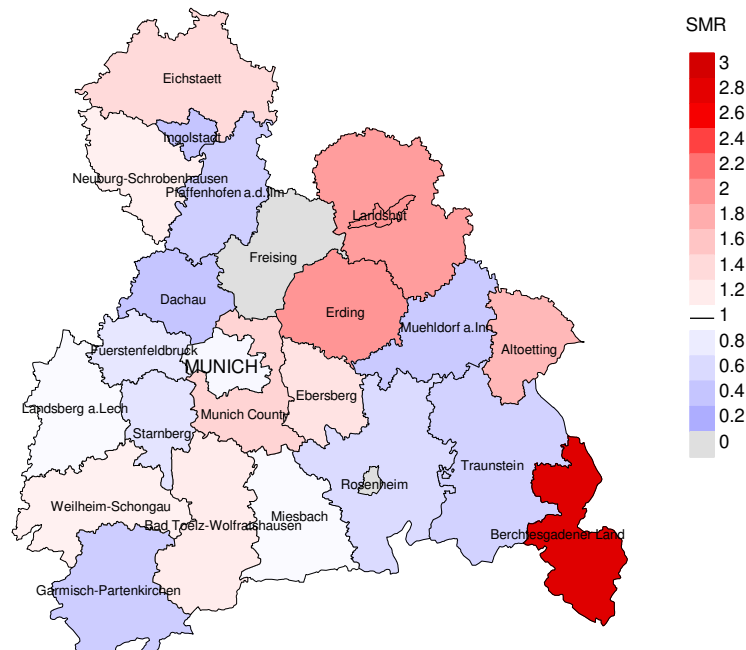 SMR
Eichstaett
3
2.8
2.6
2.4
2.2
2
1.8
1.6
1.4
1.2
1
0.8
0.6
0.4
0.2
0
Ingolstadt
Neuburg-Schrobenhausen
Pfaffenhofen a.d.Ilm
Landshut
Freising
Dachau
Erding
Muehldorf a.Inn
Fuerstenfeldbruck
Altoetting
MUNICH
Ebersberg
Landsberg a.Lech
Munich County
Starnberg
Traunstein
Rosenheim
Weilheim-Schongau
Miesbach
Bad Toelz-Wolfratshausen
Berchtesgadener Land
Garmisch-Partenkirchen